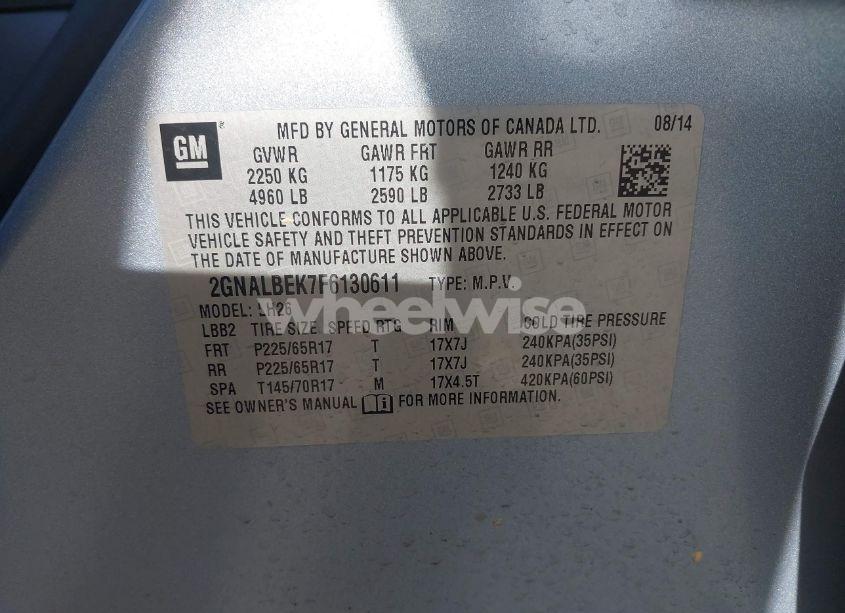 GM
MFD BY GENERAL MOTORS OF CANADA LTD. 08/14
GVWR GAWR FRT GAWR RR
2250 KG 1175 KG 1240 KG
4960 LB 2590 LB 2733 LB
THIS VEHICLE CONFORMS TO ALL APPLICABLE U.S. FEDERAL MOTOR
VEHICLE SAFETY AND THEFT PREVENTION STANDARDS IN EFFECT ON
THE DATE OF MANUFACTURE SHOWN ABOVE.
2GNALBEK7F6130611 TYPE: M.P.V.
MODEL: LH26
wheelwise
LBB2 TIRE SIZE SPEED RTG RIM COLD TIRE PRESSURE
FRT P225/65R17 T 17X7J 240KPA(35PSI)
RR P225/65R17 T 17X7J 240KPA(35PSI)
SPA T145/70R17 M 17X4.5T 420KPA(60PSI)
SEE OWNER'S MANUAL FOR MORE INFORMATION.